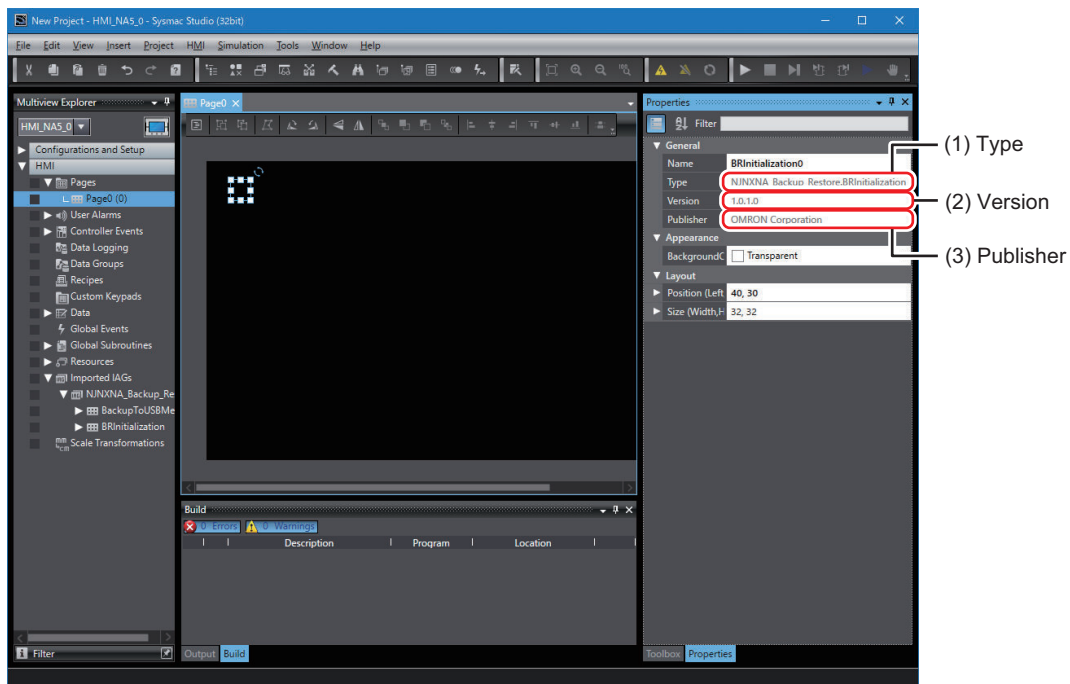 New Project - HMI_NA5_0 - Sysmac Studio (32bit)
File Edit View Insert Project HMI Simulation Tools Window Help
Multiview Explorer
HMI_NA5_0
Configurations and Setup
HMI
Pages
Page0 (0)
User Alarms
Controller Events
Data Logging
Data Groups
Recipes
Custom Keypads
Data
Global Events
Global Subroutines
Resources
Imported IAGs
NJNXNA_Backup_Re
BackupToUSBMe
BRInitialization
Scale Transformations
Filter
Page0
Build
0 Errors 0 Warnings
Description Program Location
Output Build
Properties
Filter
General
Name BRInitialization0
Type NJNXNA_Backup_Restore.BRInitialization
Version 1.0.1.0
Publisher OMRON Corporation
Appearance
BackgroundC Transparent
Layout
Position (Left 40, 30
Size (Width,H 32, 32
Toolbox Properties
(1) Type
(2) Version
(3) Publisher